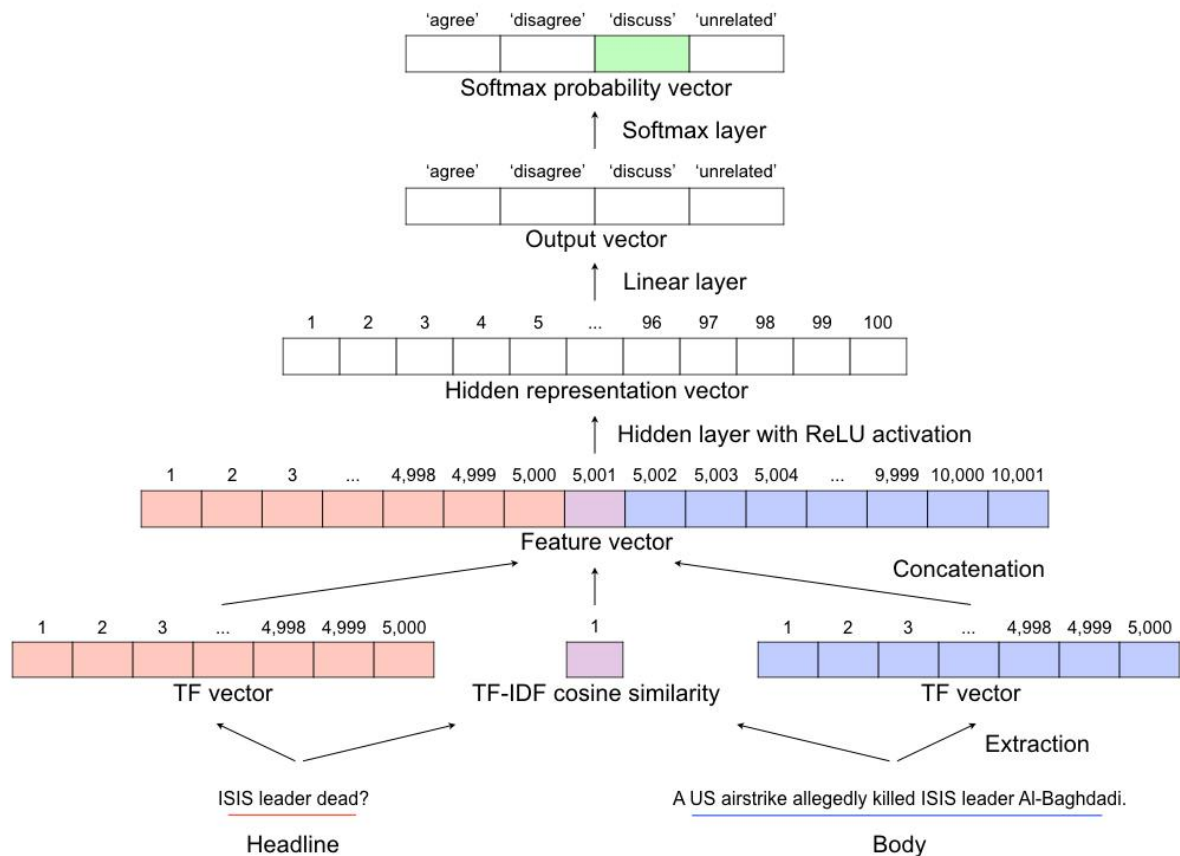 ‘agree’ ‘disagree’ ‘discuss’ ‘unrelated’
Softmax probability vector
Softmax layer
‘agree’ ‘disagree’ ‘discuss’ ‘unrelated’
Output vector
Linear layer
1 2 3 4 5 ... 96 97 98 99 100
Hidden representation vector
Hidden layer with ReLU activation
1 2 3 ... 4,998 4,999 5,000 5,001 5,002 5,003 5,004 ... 9,999 10,000 10,001
Feature vector
Concatenation
1 2 3 ... 4,998 4,999 5,000 1 1 2 3 ... 4,998 4,999 5,000
TF vector TF-IDF cosine similarity TF vector
Extraction
ISIS leader dead? A US airstrike allegedly killed ISIS leader Al-Baghdadi.
Headline Body